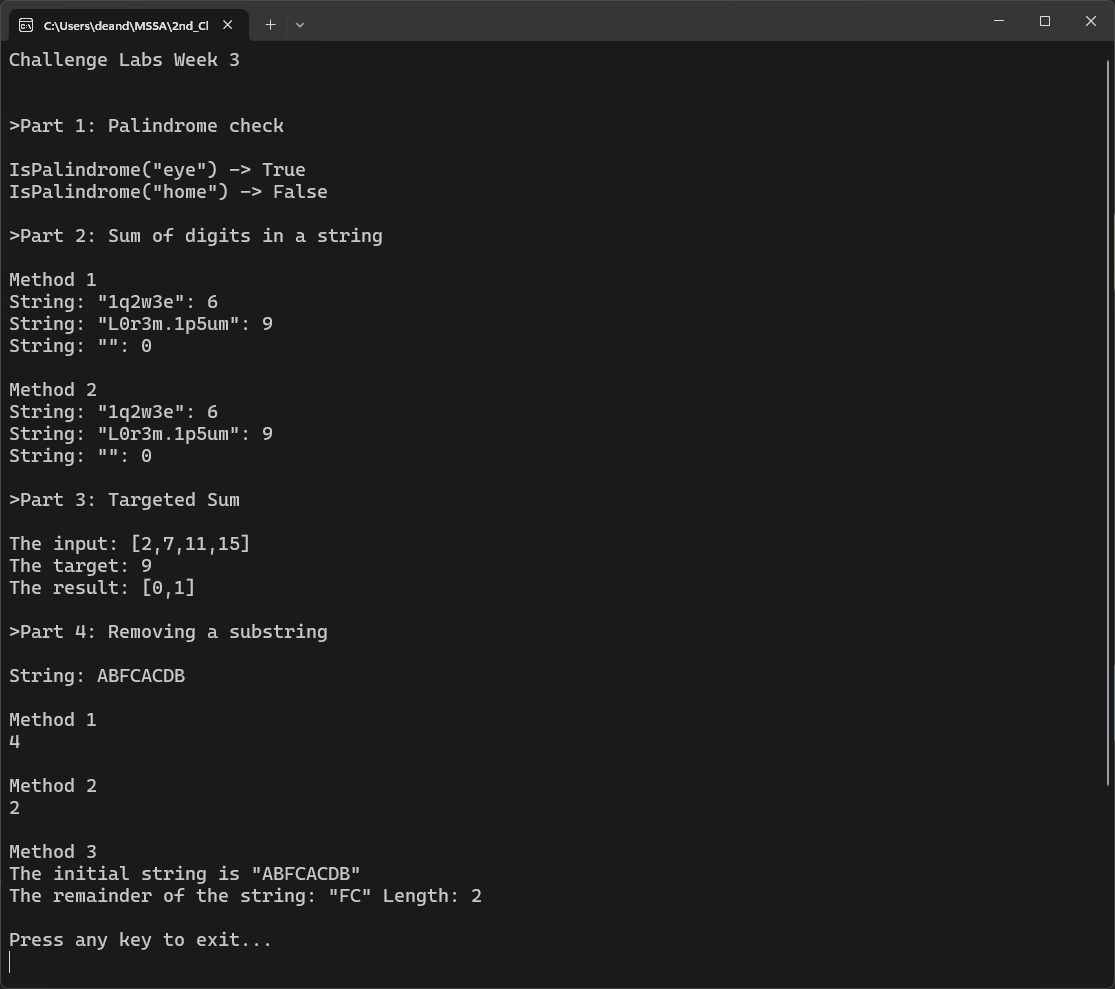 C:\Users\deand\MSSA\2nd_Cl
Challenge Labs Week 3
>Part 1: Palindrome check
IsPalindrome("eye") -> True
IsPalindrome("home") -> False
>Part 2: Sum of digits in a string
Method 1
String: "1q2w3e": 6
String: "L0r3m.1p5um": 9
String: "": 0
Method 2
String: "1q2w3e": 6
String: "L0r3m.1p5um": 9
String: "": 0
>Part 3: Targeted Sum
The input: [2,7,11,15]
The target: 9
The result: [0,1]
>Part 4: Removing a substring
String: ABFCACDB
Method 1
4
Method 2
2
Method 3
The initial string is "ABFCACDB"
The remainder of the string: "FC" Length: 2
Press any key to exit...